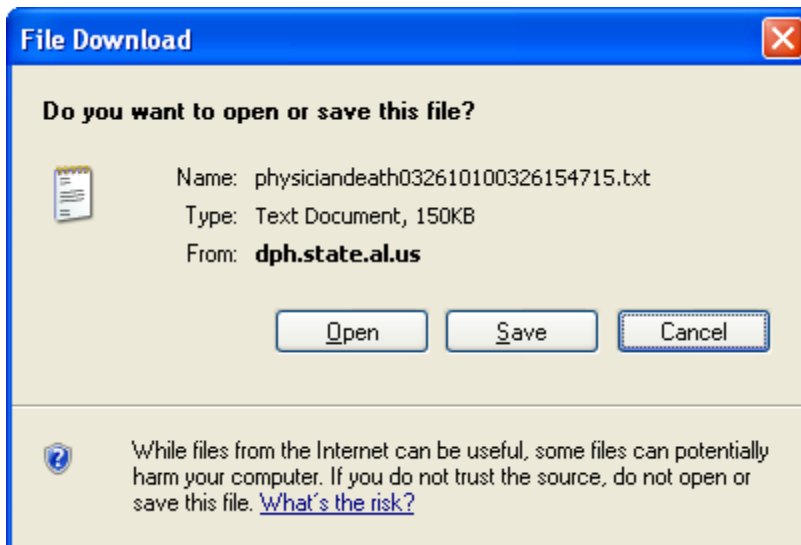 File Download
Do you want to open or save this file?
Name: physiciandeath032610100326154715.txt
Type: Text Document, 150KB
From: dph.state.al.us
Open Save Cancel
While files from the Internet can be useful, some files can potentially
harm your computer. If you do not trust the source, do not open or
save this file. What's the risk?